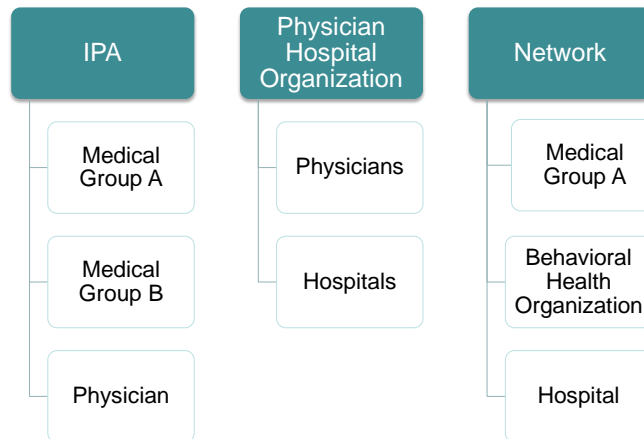 IPA
Medical
Group A
Medical
Group B
Physician
Physician
Hospital
Organization
Physicians
Hospitals
Network
Medical
Group A
Behavioral
Health
Organization
Hospital